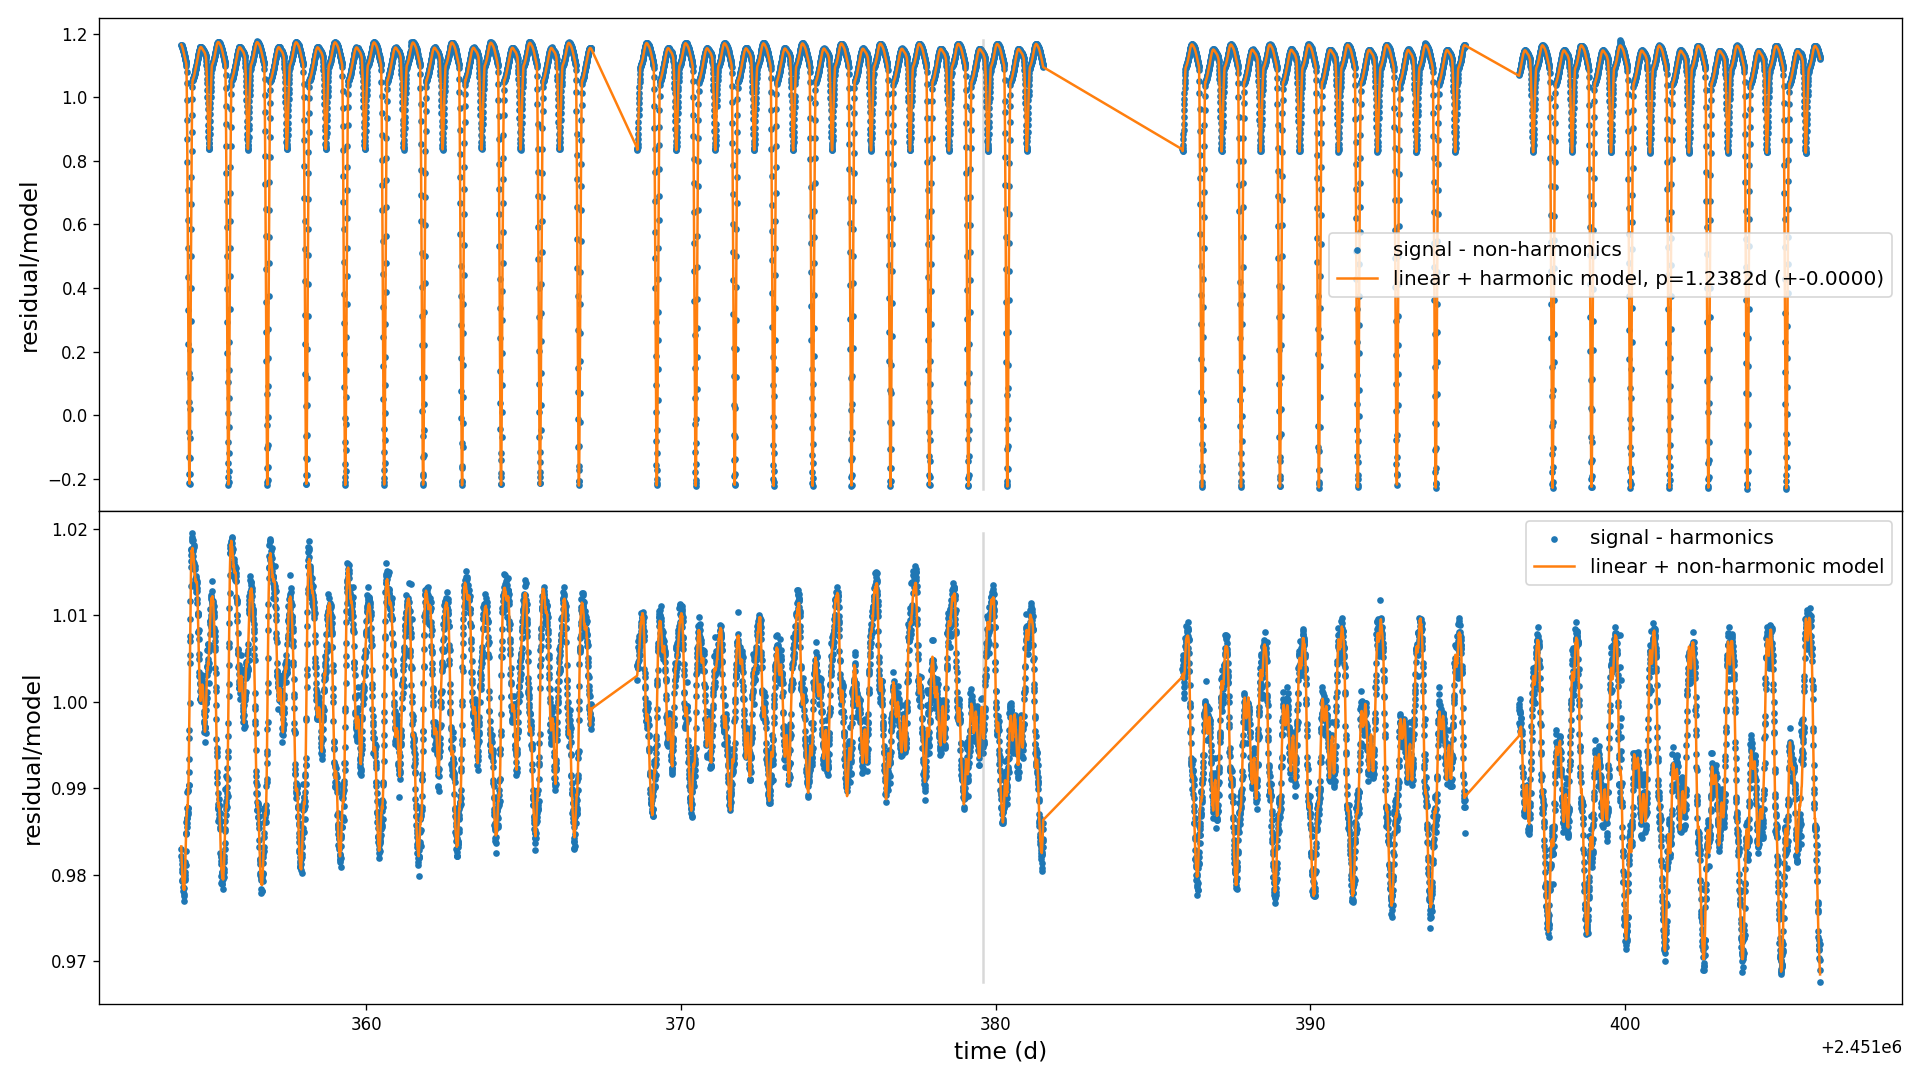 1.2
1.0
0.8
0.6
0.4
0.2
0.0
−0.2
residual/model
signal - non-harmonics
linear + harmonic model, p=1.2382d (+-0.0000)
1.02
1.01
1.00
0.99
0.98
0.97
residual/model
signal - harmonics
linear + non-harmonic model
360
370
380
390
400
time (d)
+2.451e6